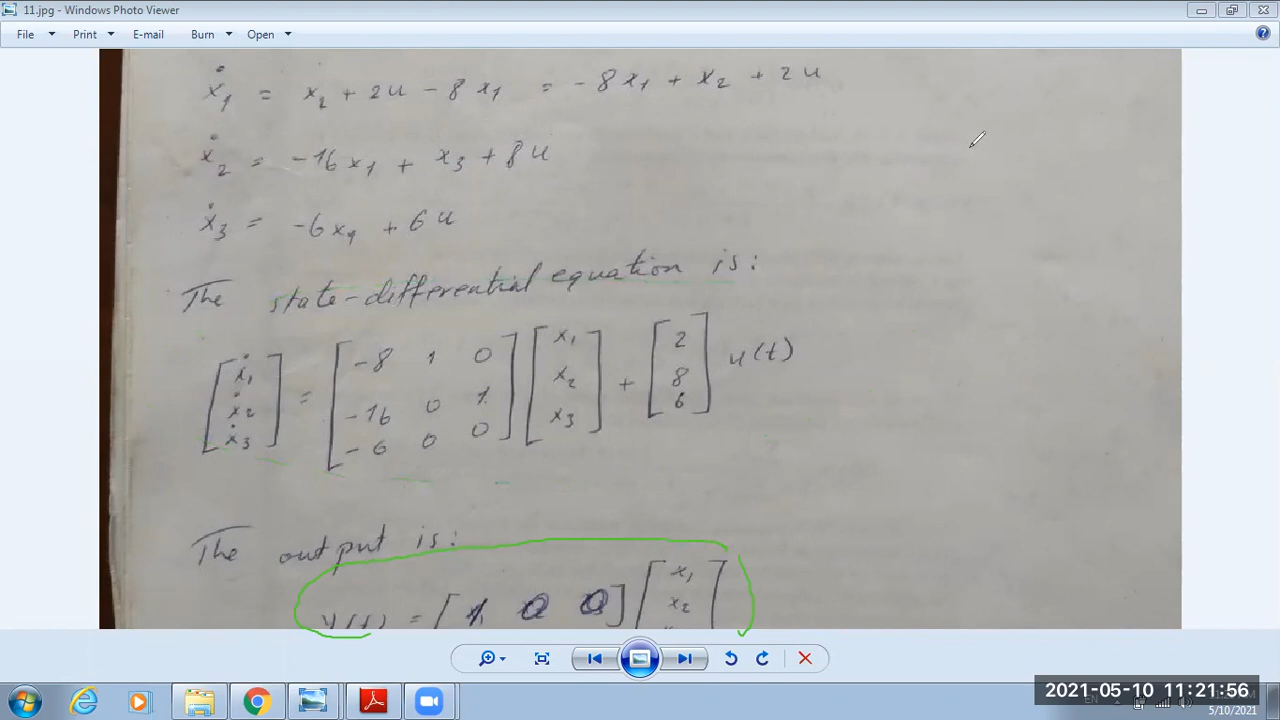 11.jpg - Windows Photo Viewer
File Print E-mail Burn Open
ẋ₁ = x₂ + 2u - 8x₁ = -8x₁ + x₂ + 2u
ẋ₂ = -16x₁ + x₃ + 8u
ẋ₃ = -6x₁ + 6u
The state-differential equation is:
[ẋ₁ ẋ₂ ẋ₃] = [-8 1 0 -16 0 1 -6 0 0] [x₁ x₂ x₃] + [2 8 6] u(t)
The output is:
y(t) = [1 0 0] [x₁ x₂
2021-05-10 11:21:56
EN
5/10/2021